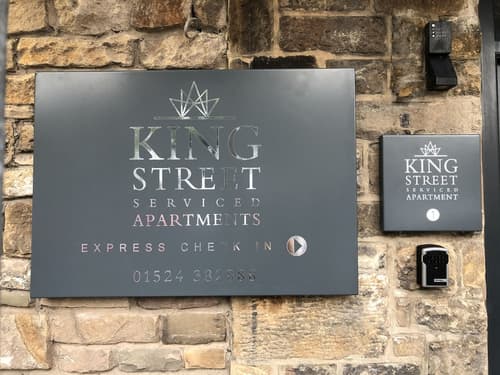 KING
STREET
SERVICED
APARTMENTS
EXPRESS CHECK IN
01524
KING
STREET
SERVICED
APARTMENT